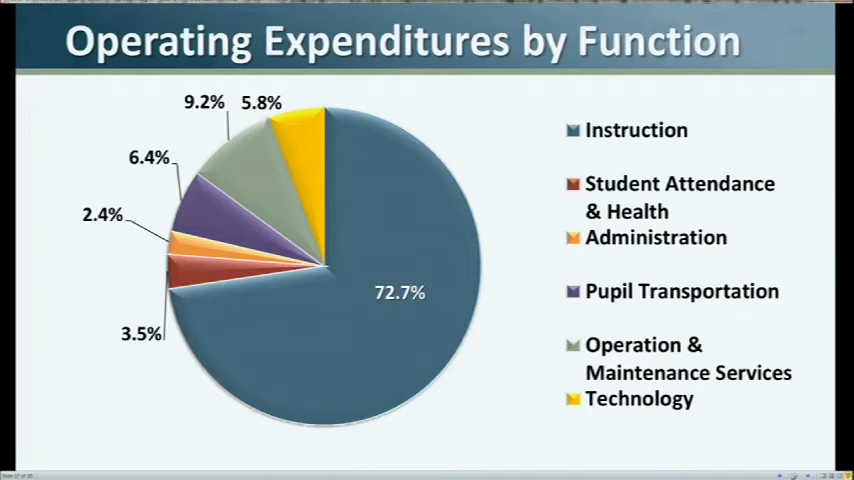 Operating Expenditures by Function
9.2%
5.8%
6.4%
2.4%
3.5%
72.7%
Instruction
Student Attendance
& Health
Administration
Pupil Transportation
Operation &
Maintenance Services
Technology